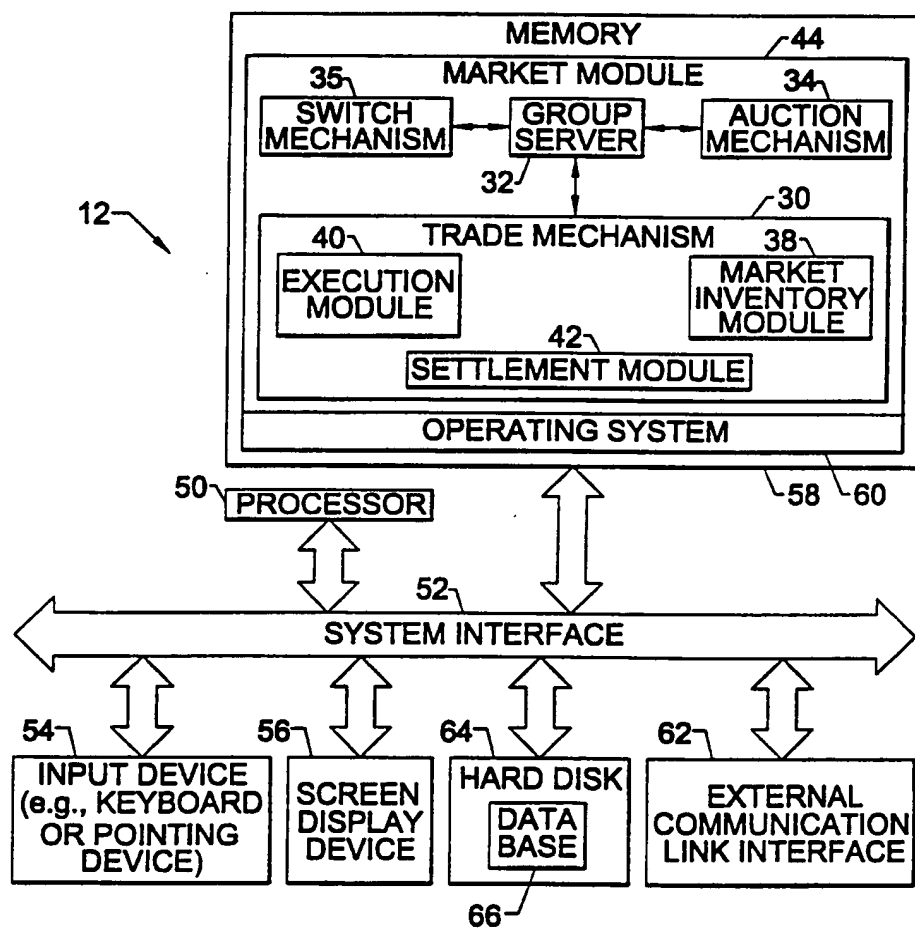 MEMORY
44
MARKET MODULE
35
34
SWITCH
MECHANISM
GROUP
SERVER
AUCTION
MECHANISM
32
12
30
TRADE MECHANISM
40
38
EXECUTION
MODULE
MARKET
INVENTORY
MODULE
42
SETTLEMENT MODULE
OPERATING SYSTEM
50
58
60
PROCESSOR
52
SYSTEM INTERFACE
54
56
64
62
INPUT DEVICE
(e.g., KEYBOARD
OR POINTING
DEVICE)
SCREEN
DISPLAY
DEVICE
HARD DISK
DATA
BASE
66
EXTERNAL
COMMUNICATION
LINK INTERFACE